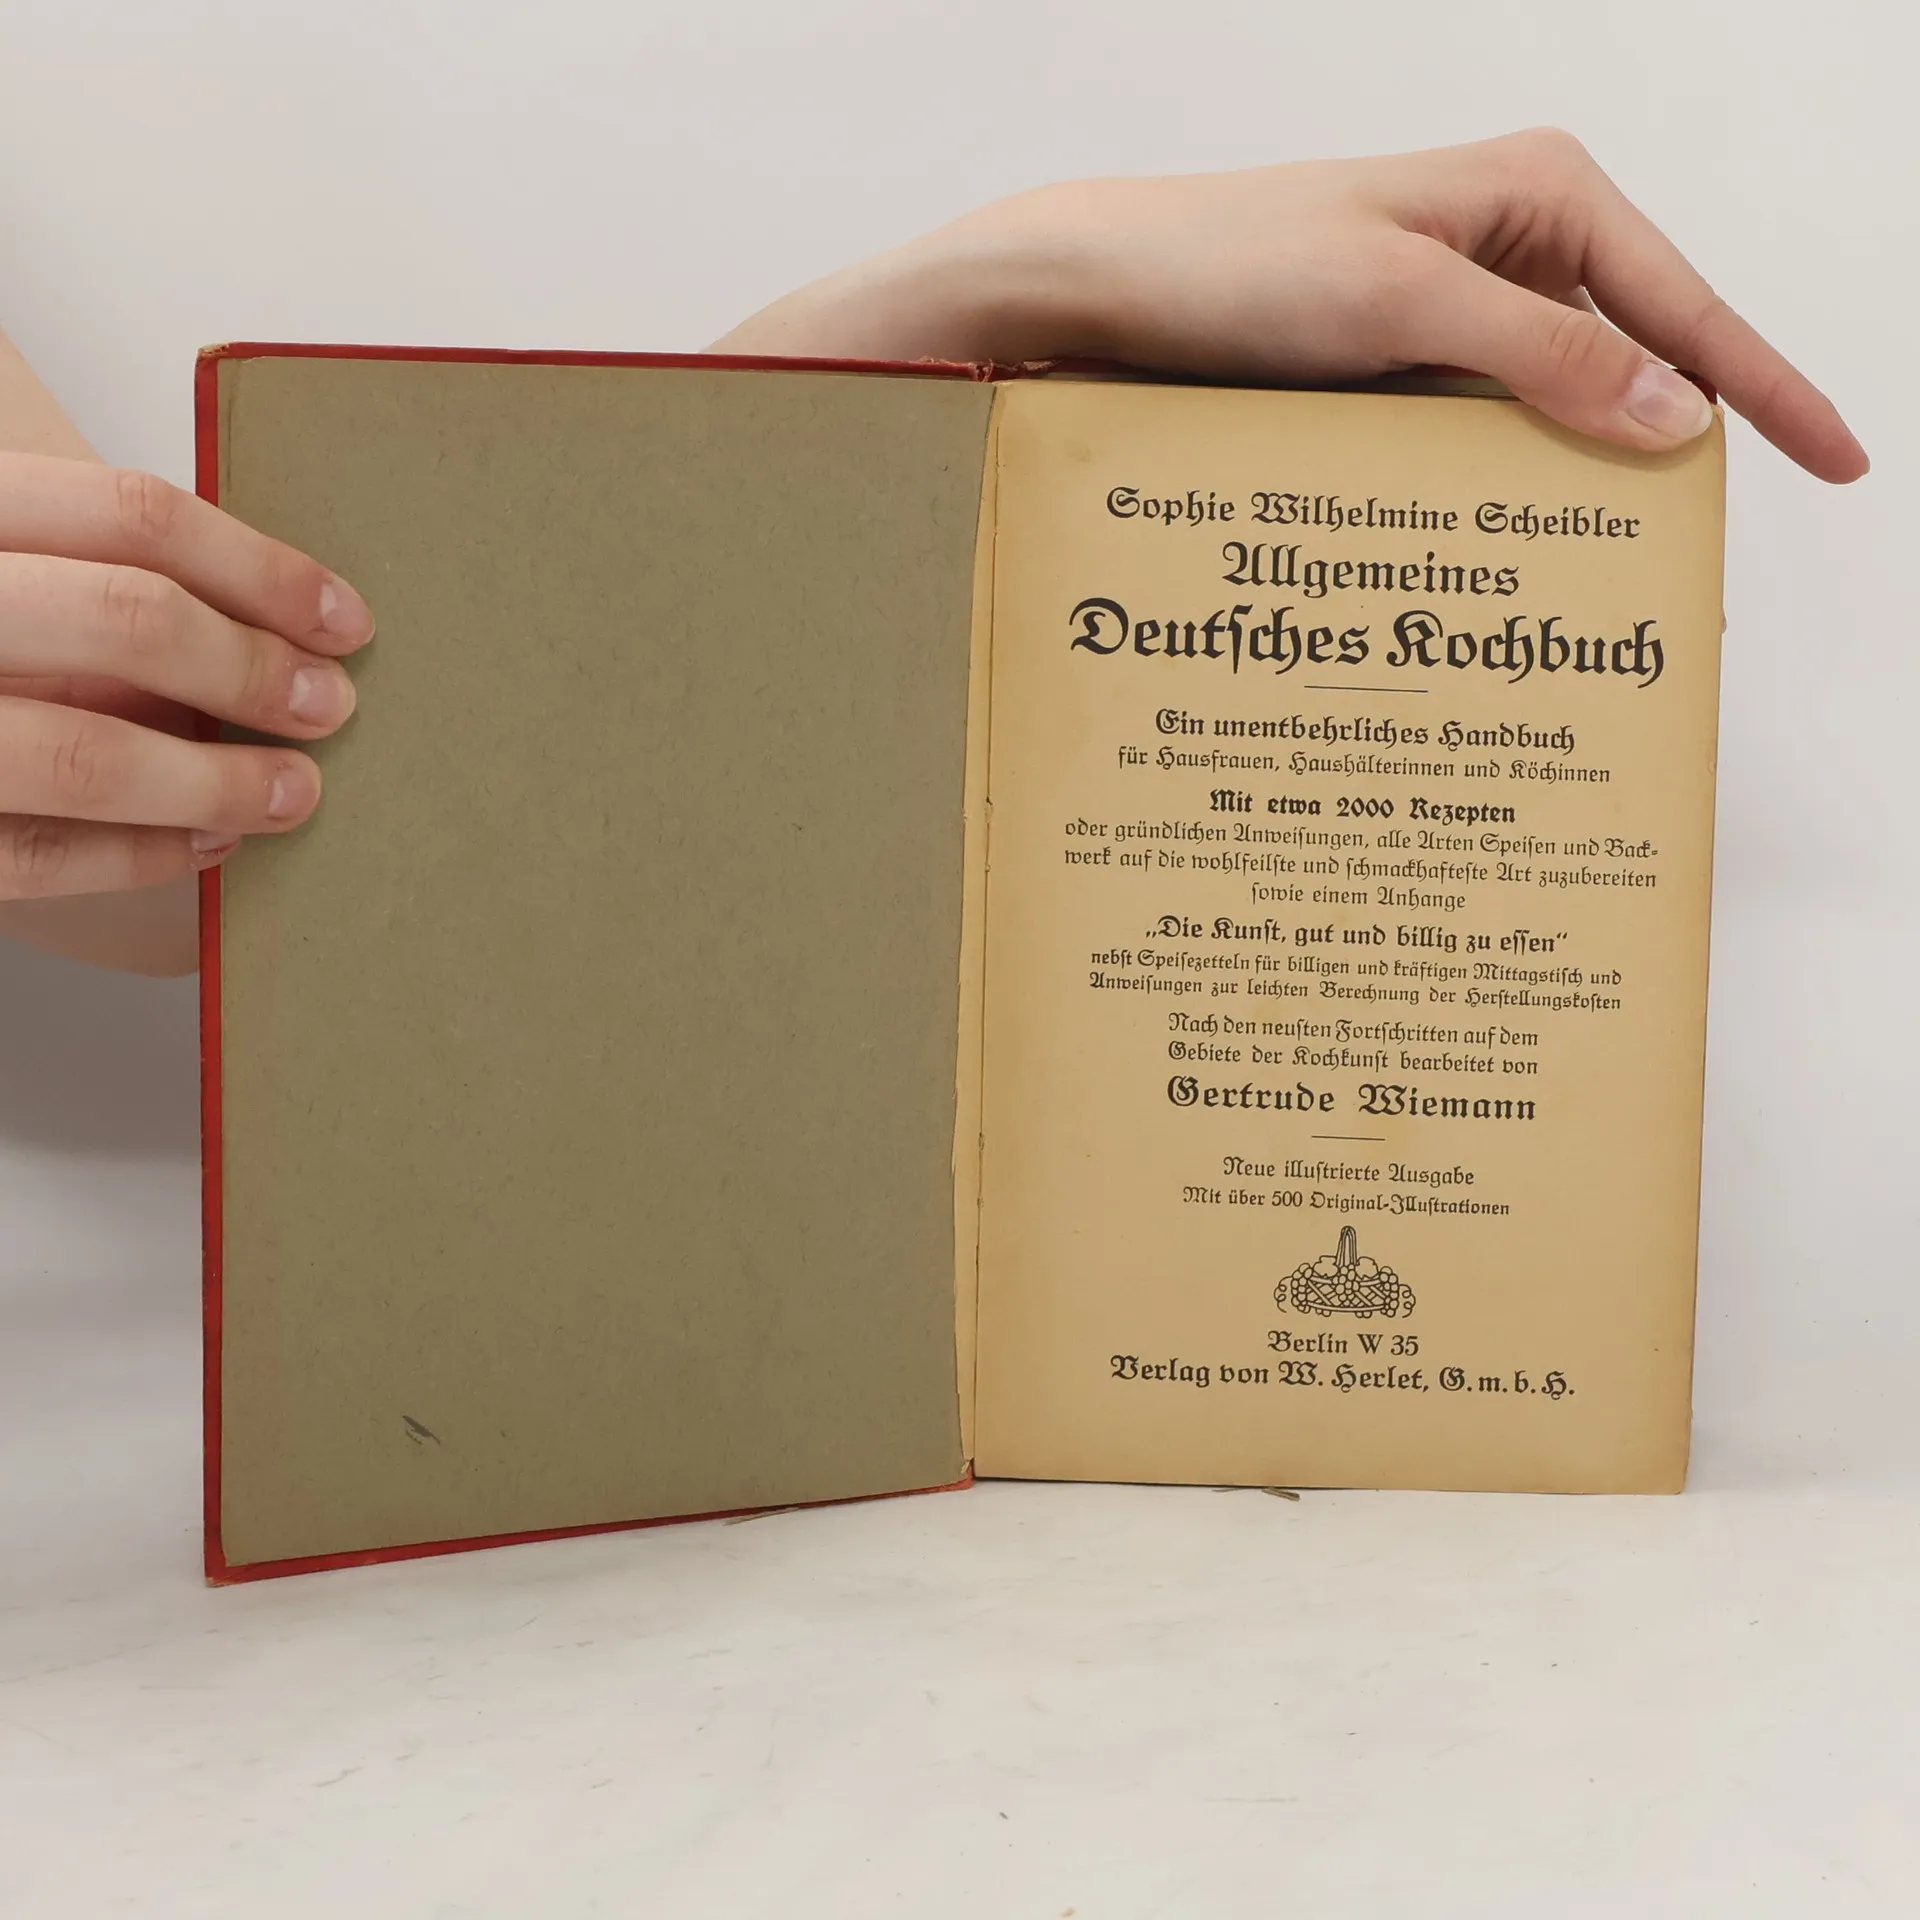 Sophie Wilhelmine Scheibler
Allgemeines
Deutſches Kochbuch
Ein unentbehrliches Handbuch
für Hausfrauen, Haushälterinnen und Köchinnen
Mit etwa 2000 Rezepten
oder gründlichen Anweiſungen, alle Arten Speiſen und Back-
werk auf die wohlfeilſte und ſchmackhafteſte Art zuzubereiten
ſowie einem Anhange
„Die Kunſt, gut und billig zu eſſen“
nebſt Speiſezetteln für billigen und kräftigen Mittagstiſch und
Anweiſungen zur leichten Berechnung der Herſtellungskoſten
Nach den neuſten Fortſchritten auf dem
Gebiete der Kochkunſt bearbeitet von
Gertrude Wiemann
Neue illuſtrierte Ausgabe
Mit über 500 Original-Illuſtrationen
Berlin W 35
Verlag von W. Herlet, G. m. b. H.